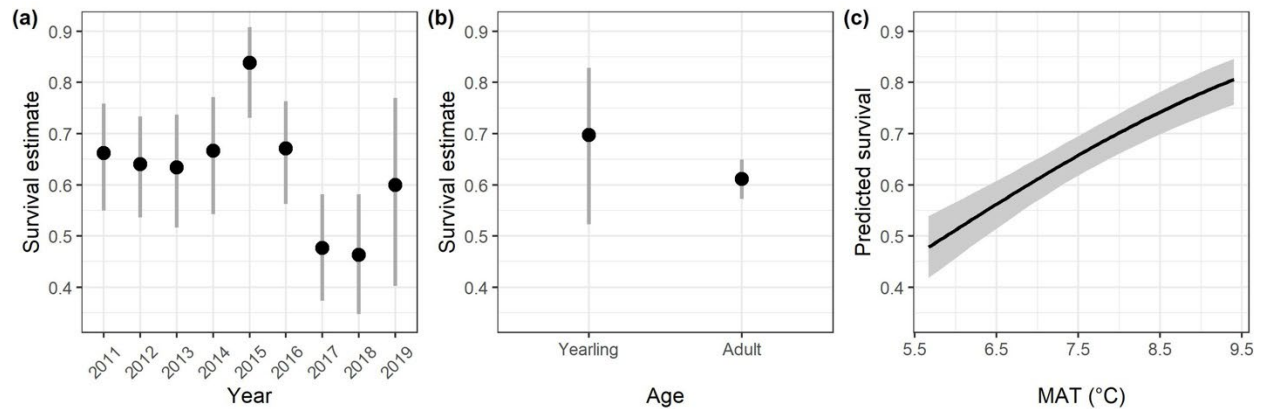 (a)
Survival estimate
0.9
0.8
0.7
0.6
0.5
0.4
2011
2012
2013
2014
2015
2016
2017
2018
2019
Year
(b)
Survival estimate
0.9
0.8
0.7
0.6
0.5
0.4
Yearling
Adult
Age
(c)
Predicted survival
0.9
0.8
0.7
0.6
0.5
0.4
5.5
6.5
7.5
8.5
9.5
MAT (°C)